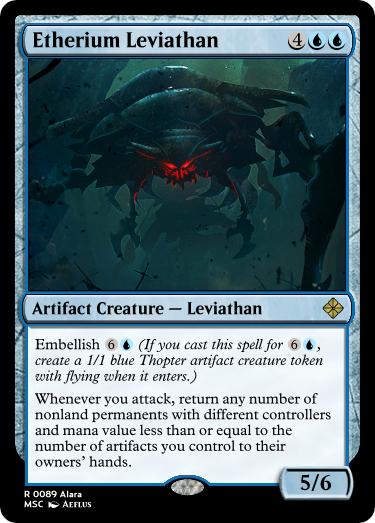 Etherium Leviathan 4
Artifact Creature — Leviathan
Embellish 6 (If you cast this spell for 6 ,
create a 1/1 blue Thopter artifact creature token
with flying when it enters.)
Whenever you attack, return any number of
nonland permanents with different controllers
and mana value less than or equal to the
number of artifacts you control to their
owners' hands.
5/6
R 0089 Alara
MSC Aeflus